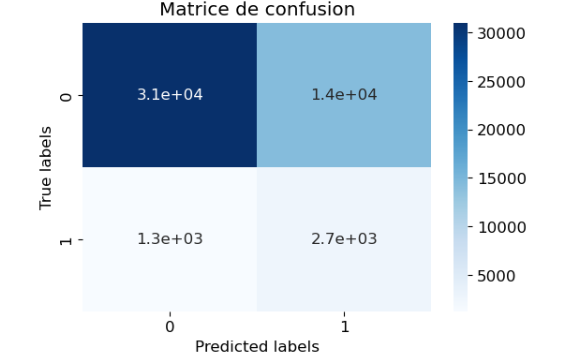 Matrice de confusion
30000
3.1e+04 1.4e+04
0
25000
20000
True labels
15000
1.3e+03 2.7e+03
1
10000
5000
0 1
Predicted labels